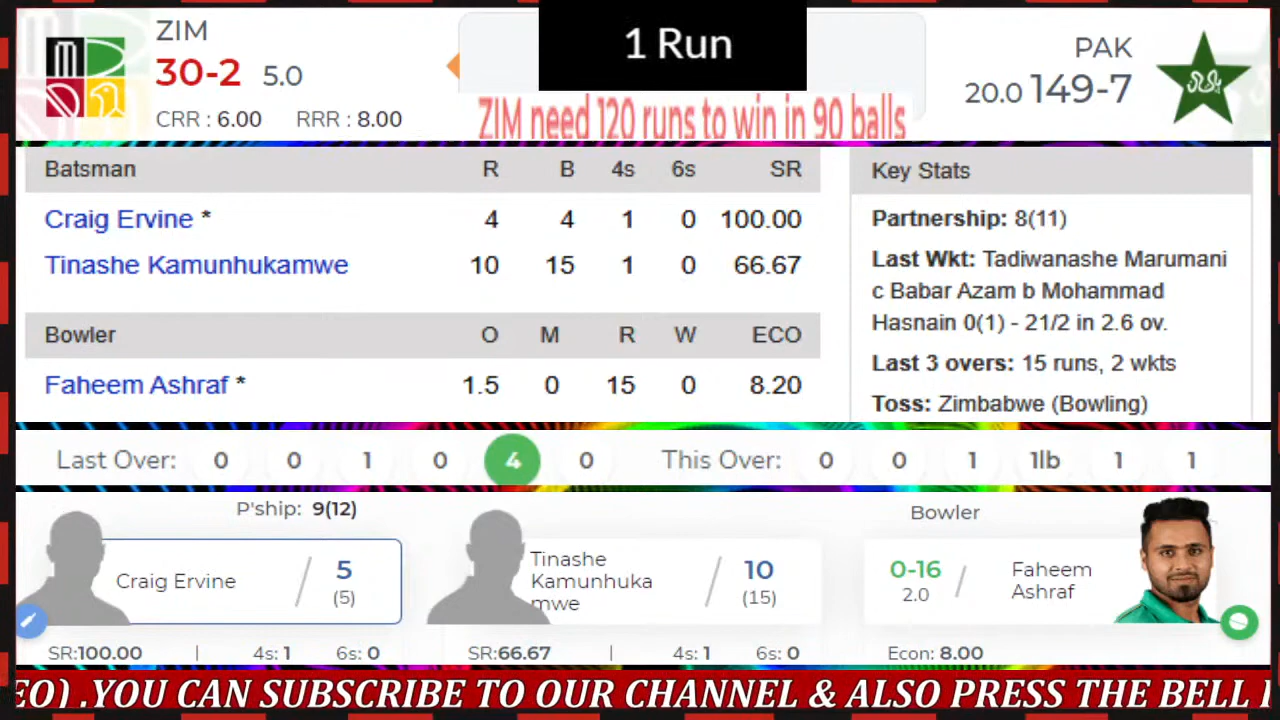 ZIM
30-2 5.0
CRR : 6.00 RRR : 8.00
1 Run
ZIM need 120 runs to win in 90 balls
PAK
20.0 149-7
Batsman R B 4s 6s SR
Craig Ervine * 4 4 1 0 100.00
Tinashe Kamunhukamwe 10 15 1 0 66.67
Bowler O M R W ECO
Faheem Ashraf * 1.5 0 15 0 8.20
Key Stats
Partnership: 8(11)
Last Wkt: Tadiwanashe Marumani
c Babar Azam b Mohammad
Hasnain 0(1) - 21/2 in 2.6 ov.
Last 3 overs: 15 runs, 2 wkts
Toss: Zimbabwe (Bowling)
Last Over: 0 0 1 0 4 0 This Over: 0 0 1 1lb 1 1
P'ship: 9(12)
Craig Ervine / 5
(5)
SR:100.00 | 4s: 1 6s: 0
Tinashe
Kamunhuka
mwe
/ 10
(15)
SR:66.67 | 4s: 1 6s: 0
Bowler
0-16
2.0
/ Faheem
Ashraf
Econ: 8.00
EO) .YOU CAN SUBSCRIBE TO OUR CHANNEL & ALSO PRESS THE BELL